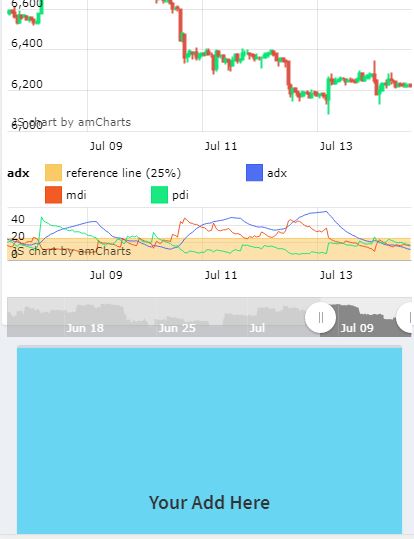 6,600
6,400
6,200
6,000
JS chart by amCharts
Jul 09 Jul 11 Jul 13
adx reference line (25%) adx
mdi pdi
40
20
0
JS chart by amCharts
Jul 09 Jul 11 Jul 13
Jun 18 Jun 25 Jul Jul 09
Your Add Here